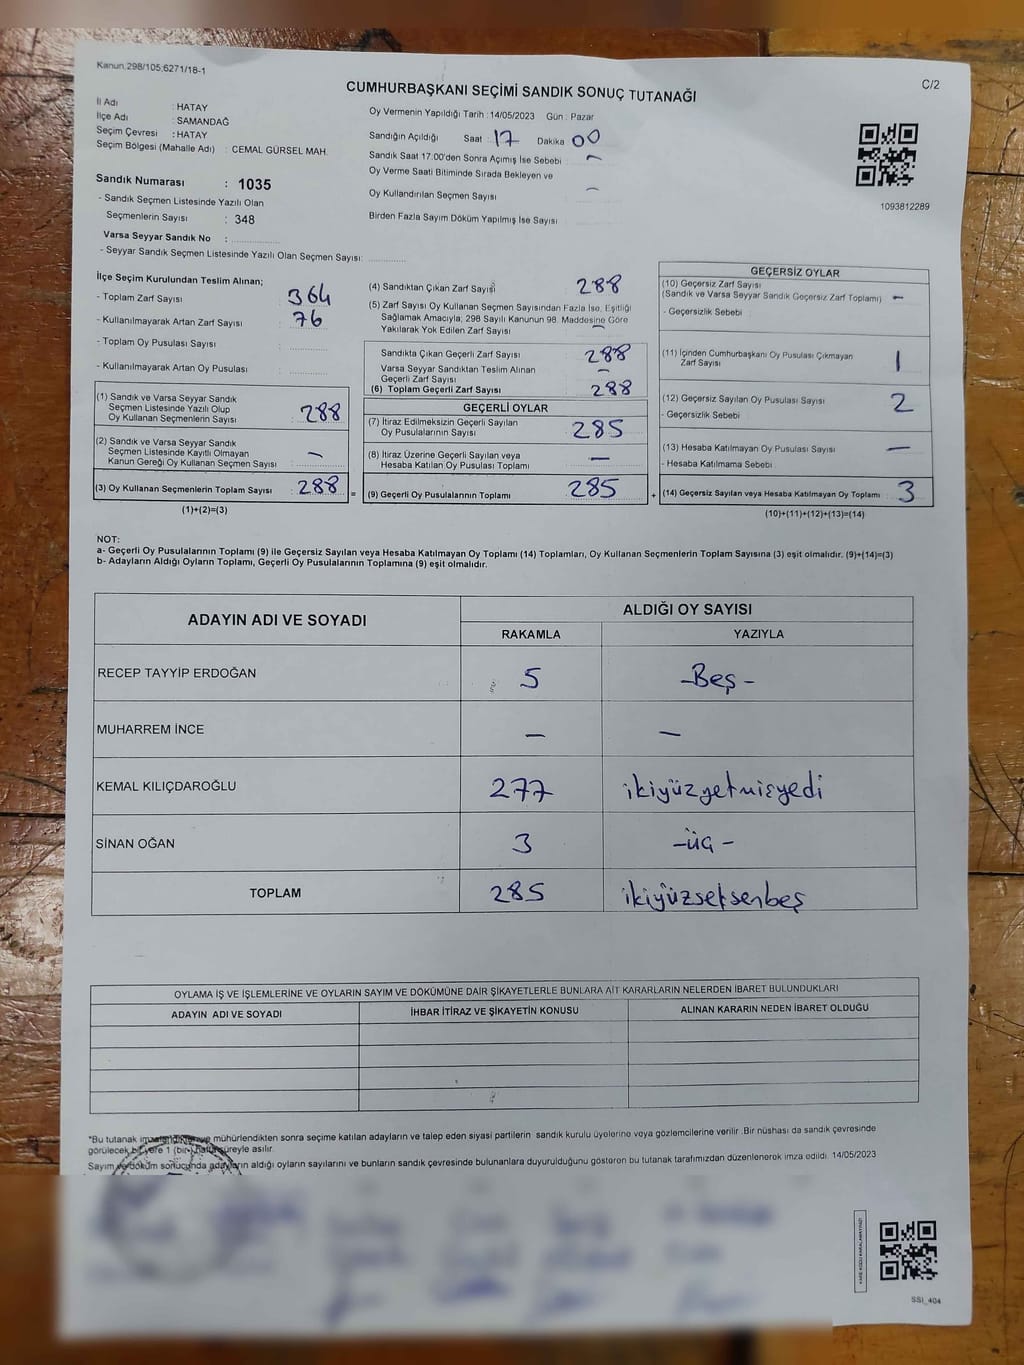 Kanun,298/105,6271/18-1
C/2
CUMHURBAŞKANI SEÇİMİ SANDIK SONUÇ TUTANAĞI
İl Adı : HATAY
İlçe Adı : SAMANDAĞ
Seçim Çevresi : HATAY
Seçim Bölgesi (Mahalle Adı) : CEMAL GÜRSEL MAH.
Sandık Numarası : 1035
- Sandık Seçmen Listesinde Yazılı Olan
Seçmenlerin Sayısı : 348
Varsa Seyyar Sandık No :
- Seyyar Sandık Seçmen Listesinde Yazılı Olan Seçmen Sayısı:
Oy Vermenin Yapıldığı Tarih : 14/05/2023 Gün : Pazar
Sandığın Açıldığı Saat : 17 Dakika 00
Sandık Saat 17:00'den Sonra Açımış İse Sebebi –
Oy Verme Saati Bitiminde Sırada Bekleyen ve
Oy Kullandırılan Seçmen Sayısı –
Birden Fazla Sayım Döküm Yapılmış İse Sayısı
1093812289
İlçe Seçim Kurulundan Teslim Alınan;
- Toplam Zarf Sayısı : 364
- Kullanılmayarak Artan Zarf Sayısı : 76
- Toplam Oy Pusulası Sayısı :
- Kullanılmayarak Artan Oy Pusulası :
(1) Sandık ve Varsa Seyyar Sandık
Seçmen Listesinde Yazılı Olup
Oy Kullanan Seçmenlerin Sayısı : 288
(2) Sandık ve Varsa Seyyar Sandık
Seçmen Listesinde Kayıtlı Olmayan
Kanun Gereği Oy Kullanan Seçmen Sayısı : –
(3) Oy Kullanan Seçmenlerin Toplam Sayısı : 288
(1)+(2)=(3)
(4) Sandıktan Çıkan Zarf Sayısı 288
(5) Zarf Sayısı Oy Kullanan Seçmen Sayısından Fazla İse, Eşitliği
Sağlamak Amacıyla; 298 Sayılı Kanunun 98. Maddesine Göre
Yakılarak Yok Edilen Zarf Sayısı –
Sandıkta Çıkan Geçerli Zarf Sayısı 288
Varsa Seyyar Sandıktan Teslim Alınan
Geçerli Zarf Sayısı –
(6) Toplam Geçerli Zarf Sayısı 288
GEÇERLİ OYLAR
(7) İtiraz Edilmeksizin Geçerli Sayılan
Oy Pusulalarının Sayısı 285
(8) İtiraz Üzerine Geçerli Sayılan veya
Hesaba Katılan Oy Pusulası Toplamı –
= (9) Geçerli Oy Pusulalarının Toplamı 285
GEÇERSİZ OYLAR
(10) Geçersiz Zarf Sayısı
(Sandık ve Varsa Seyyar Sandık Geçersiz Zarf Toplamı) –
- Geçersizlik Sebebi :
(11) İçinden Cumhurbaşkanı Oy Pusulası Çıkmayan
Zarf Sayısı 1
(12) Geçersiz Sayılan Oy Pusulası Sayısı 2
- Geçersizlik Sebebi
(13) Hesaba Katılmayan Oy Pusulası Sayısı –
- Hesaba Katılmama Sebebi
+ (14) Geçersiz Sayılan veya Hesaba Katılmayan Oy Toplamı : 3
(10)+(11)+(12)+(13)=(14)
NOT:
a- Geçerli Oy Pusulalarının Toplamı (9) ile Geçersiz Sayılan veya Hesaba Katılmayan Oy Toplamı (14) Toplamları, Oy Kullanan Seçmenlerin Toplam Sayısına (3) eşit olmalıdır. (9)+(14)=(3)
b- Adayların Aldığı Oyların Toplamı, Geçerli Oy Pusulalarının Toplamına (9) eşit olmalıdır.
ADAYIN ADI VE SOYADI ALDIĞI OY SAYISI
RAKAMLA YAZIYLA
RECEP TAYYİP ERDOĞAN 5 -Beş-
MUHARREM İNCE – –
KEMAL KILIÇDAROĞLU 277 ikiyüzyetmişyedi
SİNAN OĞAN 3 -üç-
TOPLAM 285 ikiyüzseksenbeş
OYLAMA İŞ VE İŞLEMLERİNE VE OYLARIN SAYIM VE DÖKÜMÜNE DAİR ŞİKAYETLERLE BUNLARA AİT KARARLARIN NELERDEN İBARET BULUNDUKLARI
ADAYIN ADI VE SOYADI İHBAR İTİRAZ VE ŞİKAYETİN KONUSU ALINAN KARARIN NEDEN İBARET OLDUĞU
*Bu tutanak mühürlendikten sonra seçime katılan adayların ve talep eden siyasi partilerin sandık kurulu üyelerine veya gözlemcilerine verilir. Bir nüshası da sandık çevresinde
görülecek bir yere 1 (bir) süreyle asılır.
Sayım ve döküm sonucunda adayların aldığı oyların sayılarını ve bunların sandık çevresinde bulunanlara duyurulduğunu gösteren bu tutanak tarafımızdan düzenlenerek imza edildi. 14/05/2023
SSI_404